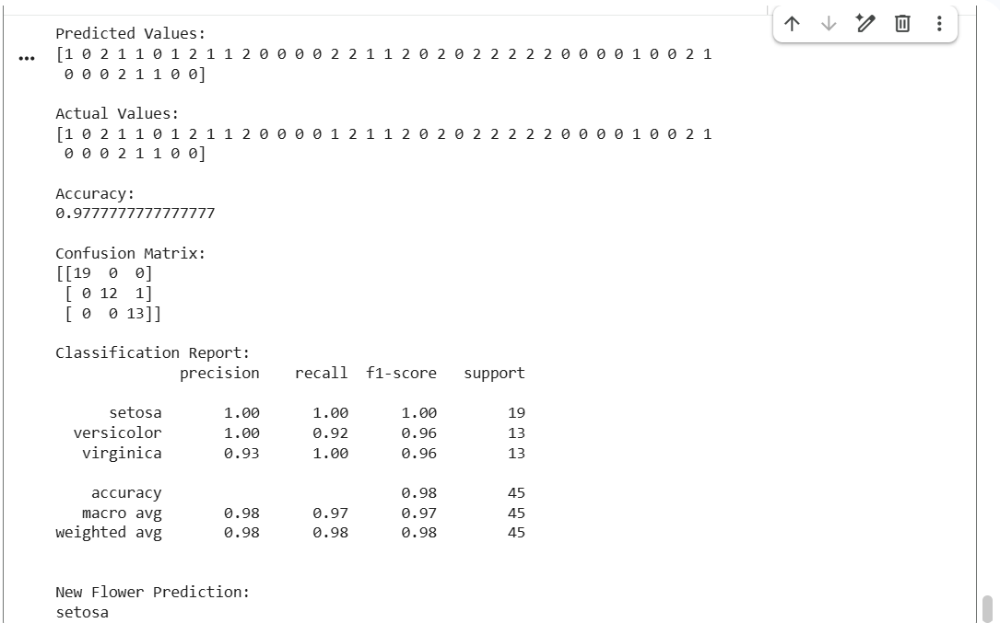 Predicted Values:
[1 0 2 1 1 0 1 2 1 1 2 0 0 0 0 2 2 1 1 2 0 2 0 2 2 2 2 2 0 0 0 0 1 0 0 2 1
 0 0 0 2 1 1 0 0]
Actual Values:
[1 0 2 1 1 0 1 2 1 1 2 0 0 0 0 1 2 1 1 2 0 2 0 2 2 2 2 2 0 0 0 0 1 0 0 2 1
 0 0 0 2 1 1 0 0]
Accuracy:
0.9777777777777777
Confusion Matrix:
[[19  0  0]
 [ 0 12  1]
 [ 0  0 13]]
Classification Report:
              precision    recall  f1-score   support
      setosa       1.00      1.00      1.00        19
  versicolor       1.00      0.92      0.96        13
   virginica       0.93      1.00      0.96        13
    accuracy                           0.98        45
   macro avg       0.98      0.97      0.97        45
weighted avg       0.98      0.98      0.98        45
New Flower Prediction:
setosa